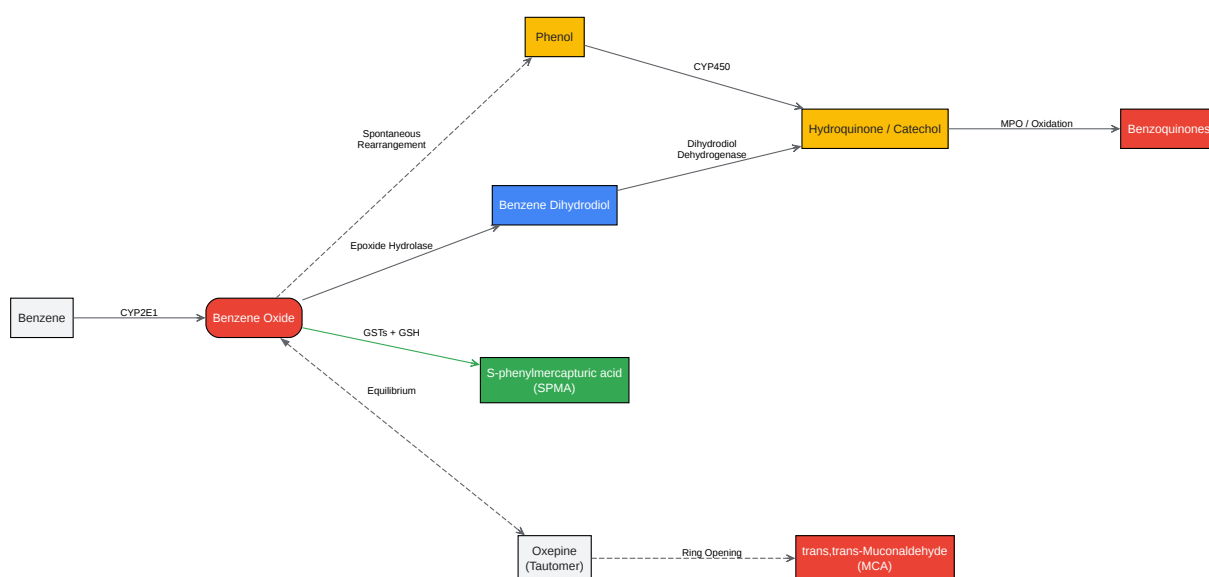 Phenol
CYP450
Hydroquinone / Catechol
MPO / Oxidation
Benzoquinones
Spontaneous
Rearrangement
Dihydrodiol
Dehydrogenase
Benzene Dihydrodiol
Epoxide Hydrolase
Benzene
CYP2E1
Benzene Oxide
GSTs + GSH
S-phenylmercapturic acid
(SPMA)
Equilibrium
Oxepine
(Tautomer)
Ring Opening
trans,trans-Muconaldehyde
(MCA)